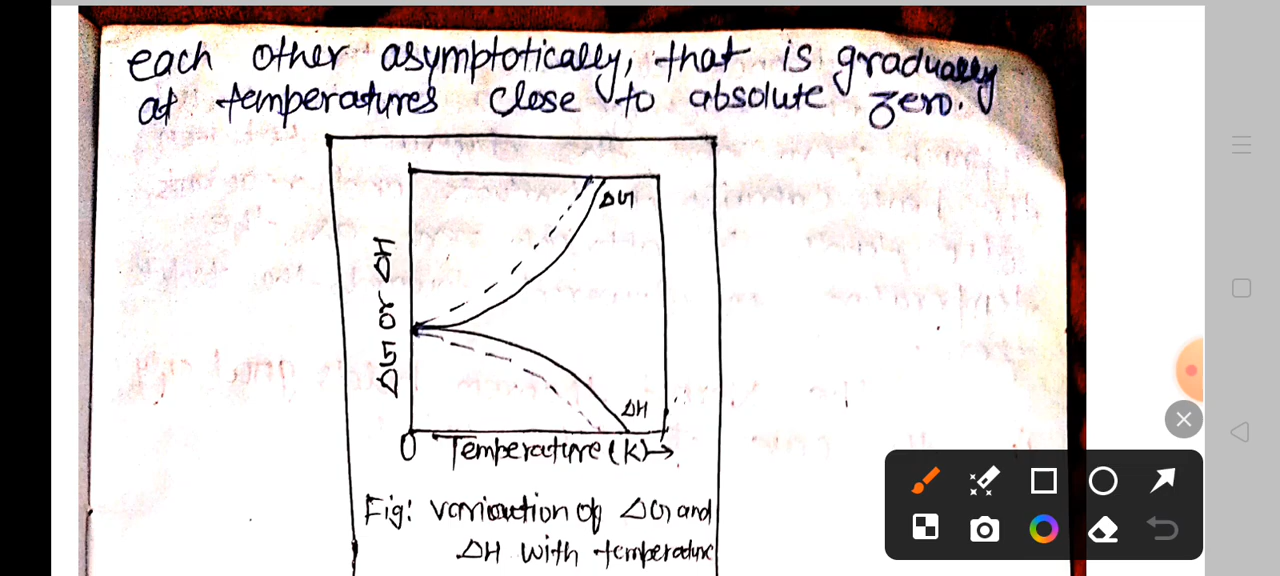 each other asymptotically, that is gradually
at temperatures close to absolute zero.
ΔG
ΔG or ΔH
ΔH
0 Temperature (K)→
Fig: variation of ΔG and
ΔH with temperature